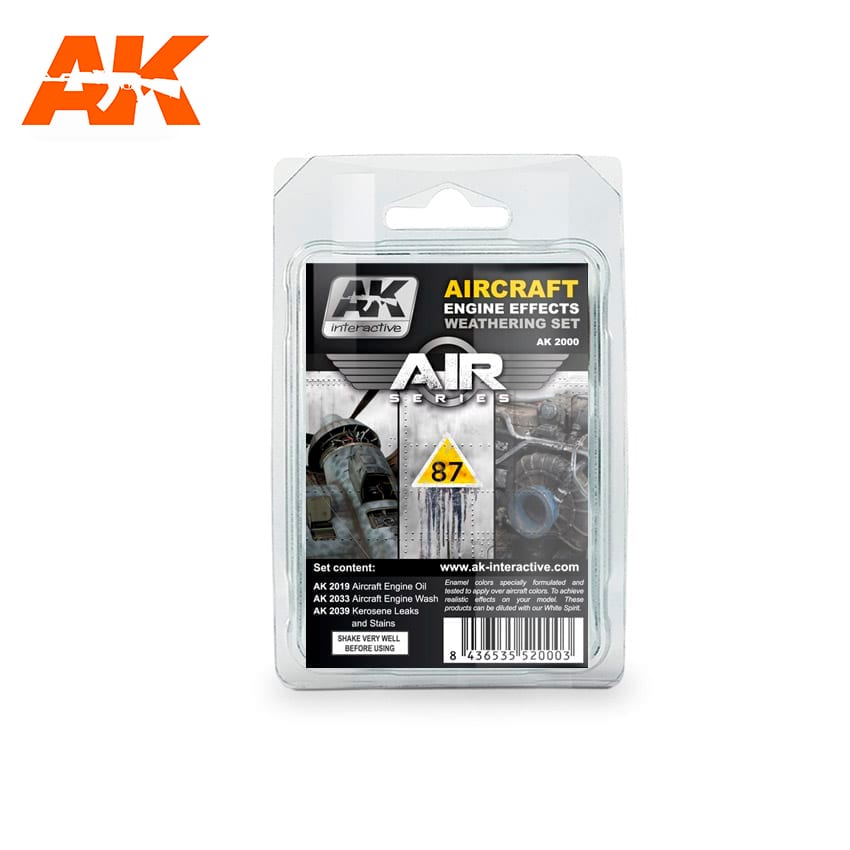 AK
AK
interactive
AIRCRAFT
ENGINE EFFECTS
WEATHERING SET
AK 2000
AIR
SERIES
87
Set content:
AK 2019 Aircraft Engine Oil
AK 2033 Aircraft Engine Wash
AK 2039 Kerosene Leaks
and Stains
SHAKE VERY WELL
BEFORE USING
www.ak-interactive.com
Enamel colors specially formulated and
tested to apply over aircraft colors. To achieve
realistic effects on your model. These
products can be diluted with our White Spirit.
8 436535 520003